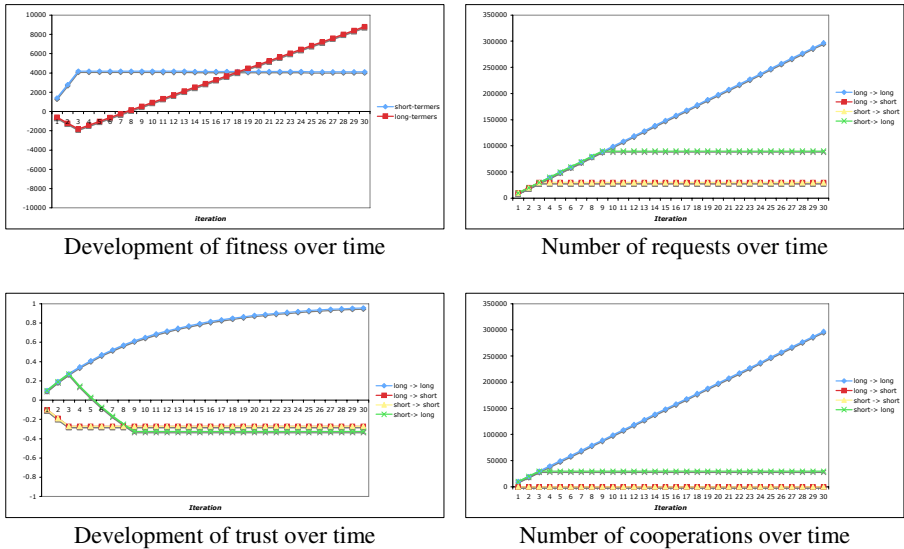 10000
8000
6000
4000
2000
0
-2000
-4000
-6000
-8000
-10000
1 2 3 4 5 6 7 8 9 10 11 12 13 14 15 16 17 18 19 20 21 22 23 24 25 26 27 28 29 30
iteration
short-termers
long-termers
Development of fitness over time
350000
300000
250000
200000
150000
100000
50000
0
1 2 3 4 5 6 7 8 9 10 11 12 13 14 15 16 17 18 19 20 21 22 23 24 25 26 27 28 29 30
Iteration
long -> long
long -> short
short -> short
short-> long
Number of requests over time
1
0.8
0.6
0.4
0.2
0
-0.2
-0.4
-0.6
-0.8
-1
1 2 3 4 5 6 7 8 9 10 11 12 13 14 15 16 17 18 19 20 21 22 23 24 25 26 27 28 29 30
Iteration
long -> long
long -> short
short -> short
short-> long
Development of trust over time
350000
300000
250000
200000
150000
100000
50000
0
1 2 3 4 5 6 7 8 9 10 11 12 13 14 15 16 17 18 19 20 21 22 23 24 25 26 27 28 29 30
Iteration
long -> long
long -> short
short -> short
short-> long
Number of cooperations over time